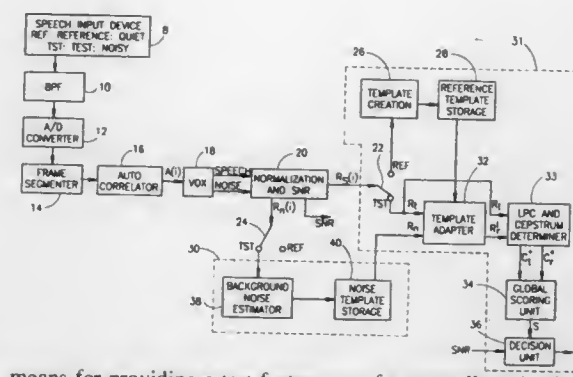 SPEECH INPUT DEVICE
REF: REFERENCE: QUIET
TST: TEST: NOISY
8
BPF
10
A/D
CONVERTER
12
FRAME
SEGMENTER
14
16
AUTO
CORRELATOR
A(i)
18
VOX
SPEECH
NOISE
20
NORMALIZATION
AND SNR
Rs(i)
Rn(i)
SNR
22
REF
TST
24
TST
REF
26
TEMPLATE
CREATION
28
REFERENCE
TEMPLATE
STORAGE
31
32
TEMPLATE
ADAPTER
Rt
Rn
Rt
33
LPC AND
CEPSTRUM
DETERMINER
34
GLOBAL
SCORING
UNIT
S
36
DECISION
UNIT
SNR
30
BACKGROUND
NOISE
ESTIMATOR
38
40
NOISE
TEMPLATE
STORAGE
means for providing a test